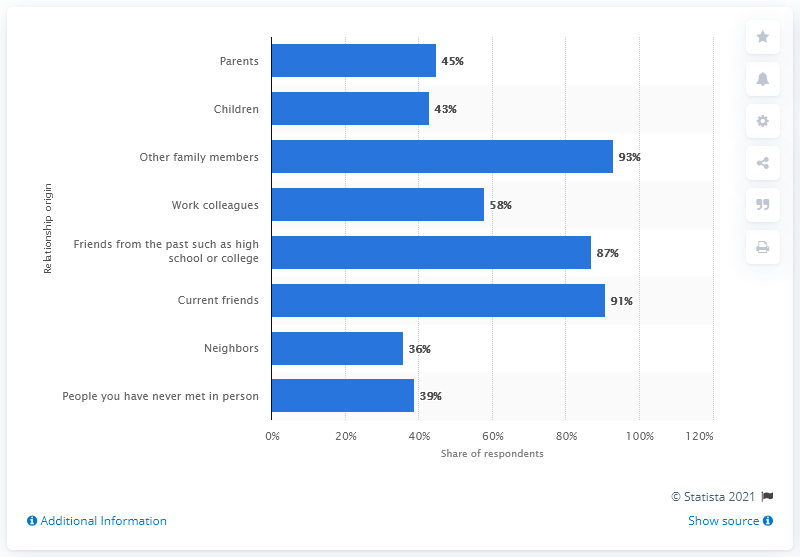 Relationship origin
Parents 45%
Children 43%
Other family members 93%
Work colleagues 58%
Friends from the past such as high
school or college 87%
Current friends 91%
Neighbors 36%
People you have never met in person 39%
0% 20% 40% 60% 80% 100% 120%
Share of respondents
© Statista 2021
Additional Information
Show source